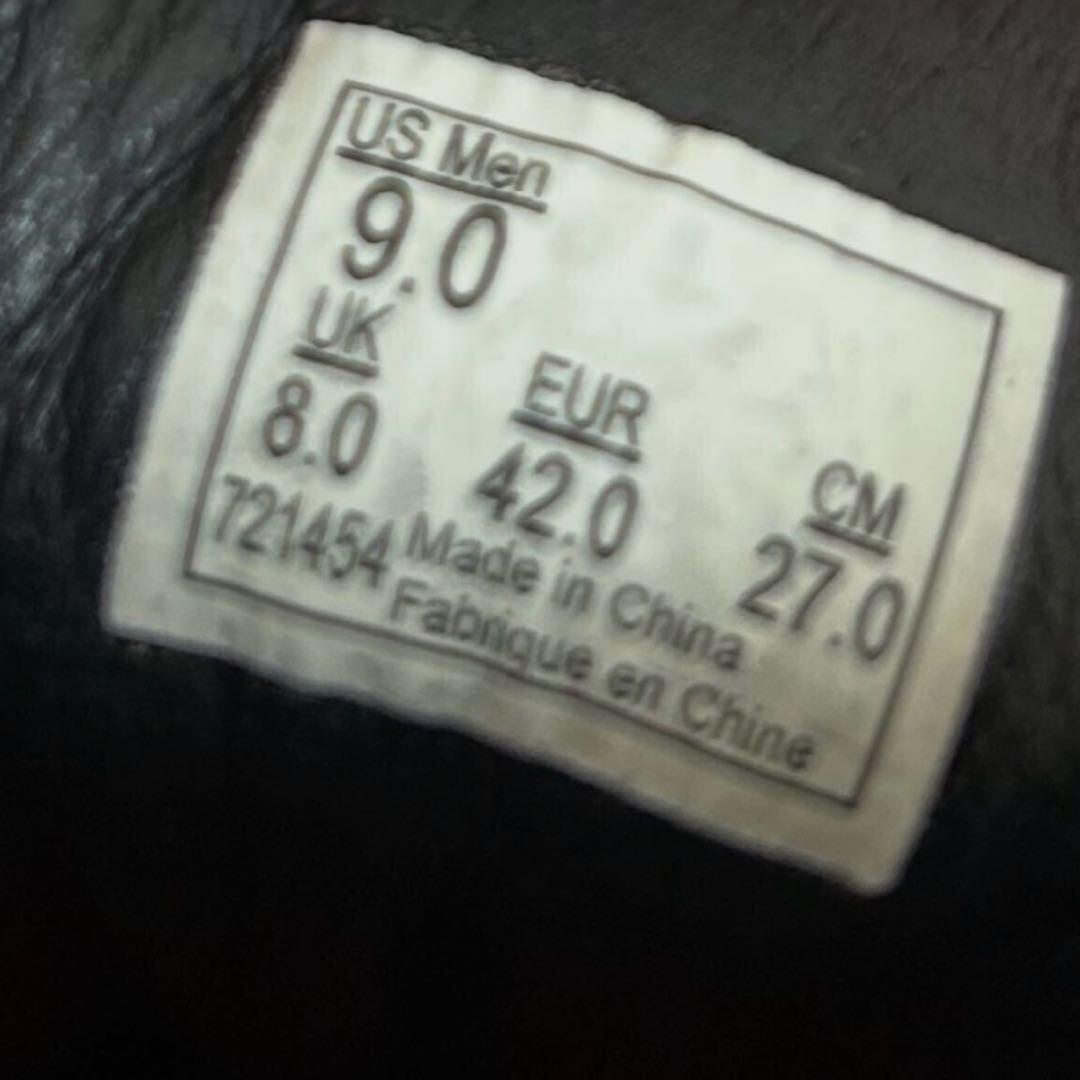 US Men
9.0
UK EUR CM
8.0 42.0 27.0
721454 Made in China
Fabrique en Chine